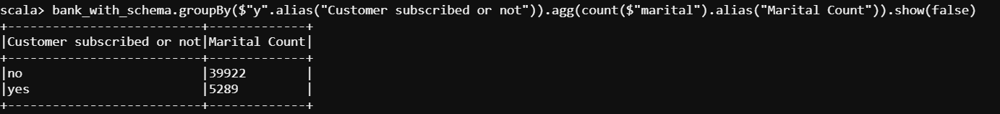 scala> bank_with_schema.groupBy($"y".alias("Customer subscribed or not")).agg(count($"marital").alias("Marital Count")).show(false)
+--------------------------+-------------+
|Customer subscribed or not|Marital Count|
+--------------------------+-------------+
|no                        |39922        |
|yes                       |5289         |
+--------------------------+-------------+